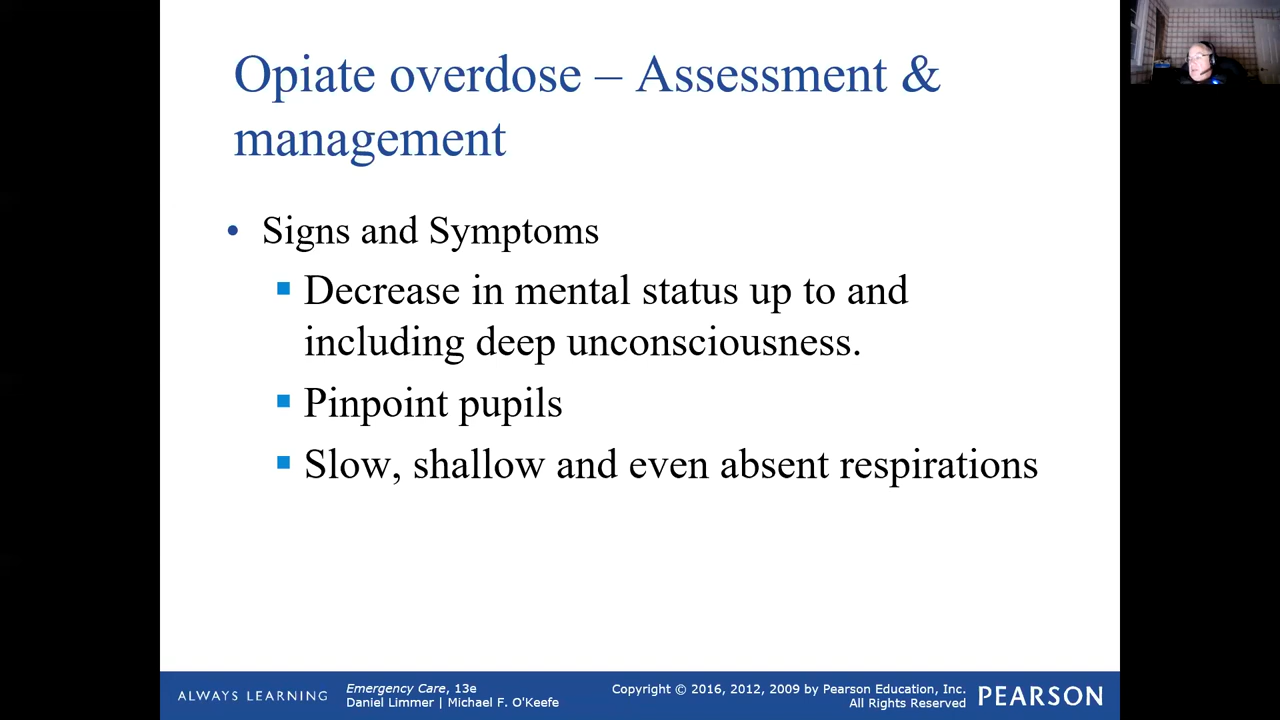 Opiate overdose – Assessment &
management
• Signs and Symptoms
▪ Decrease in mental status up to and
including deep unconsciousness.
▪ Pinpoint pupils
▪ Slow, shallow and even absent respirations
ALWAYS LEARNING
Emergency Care, 13e
Daniel Limmer | Michael F. O'Keefe
Copyright © 2016, 2012, 2009 by Pearson Education, Inc.
All Rights Reserved
PEARSON